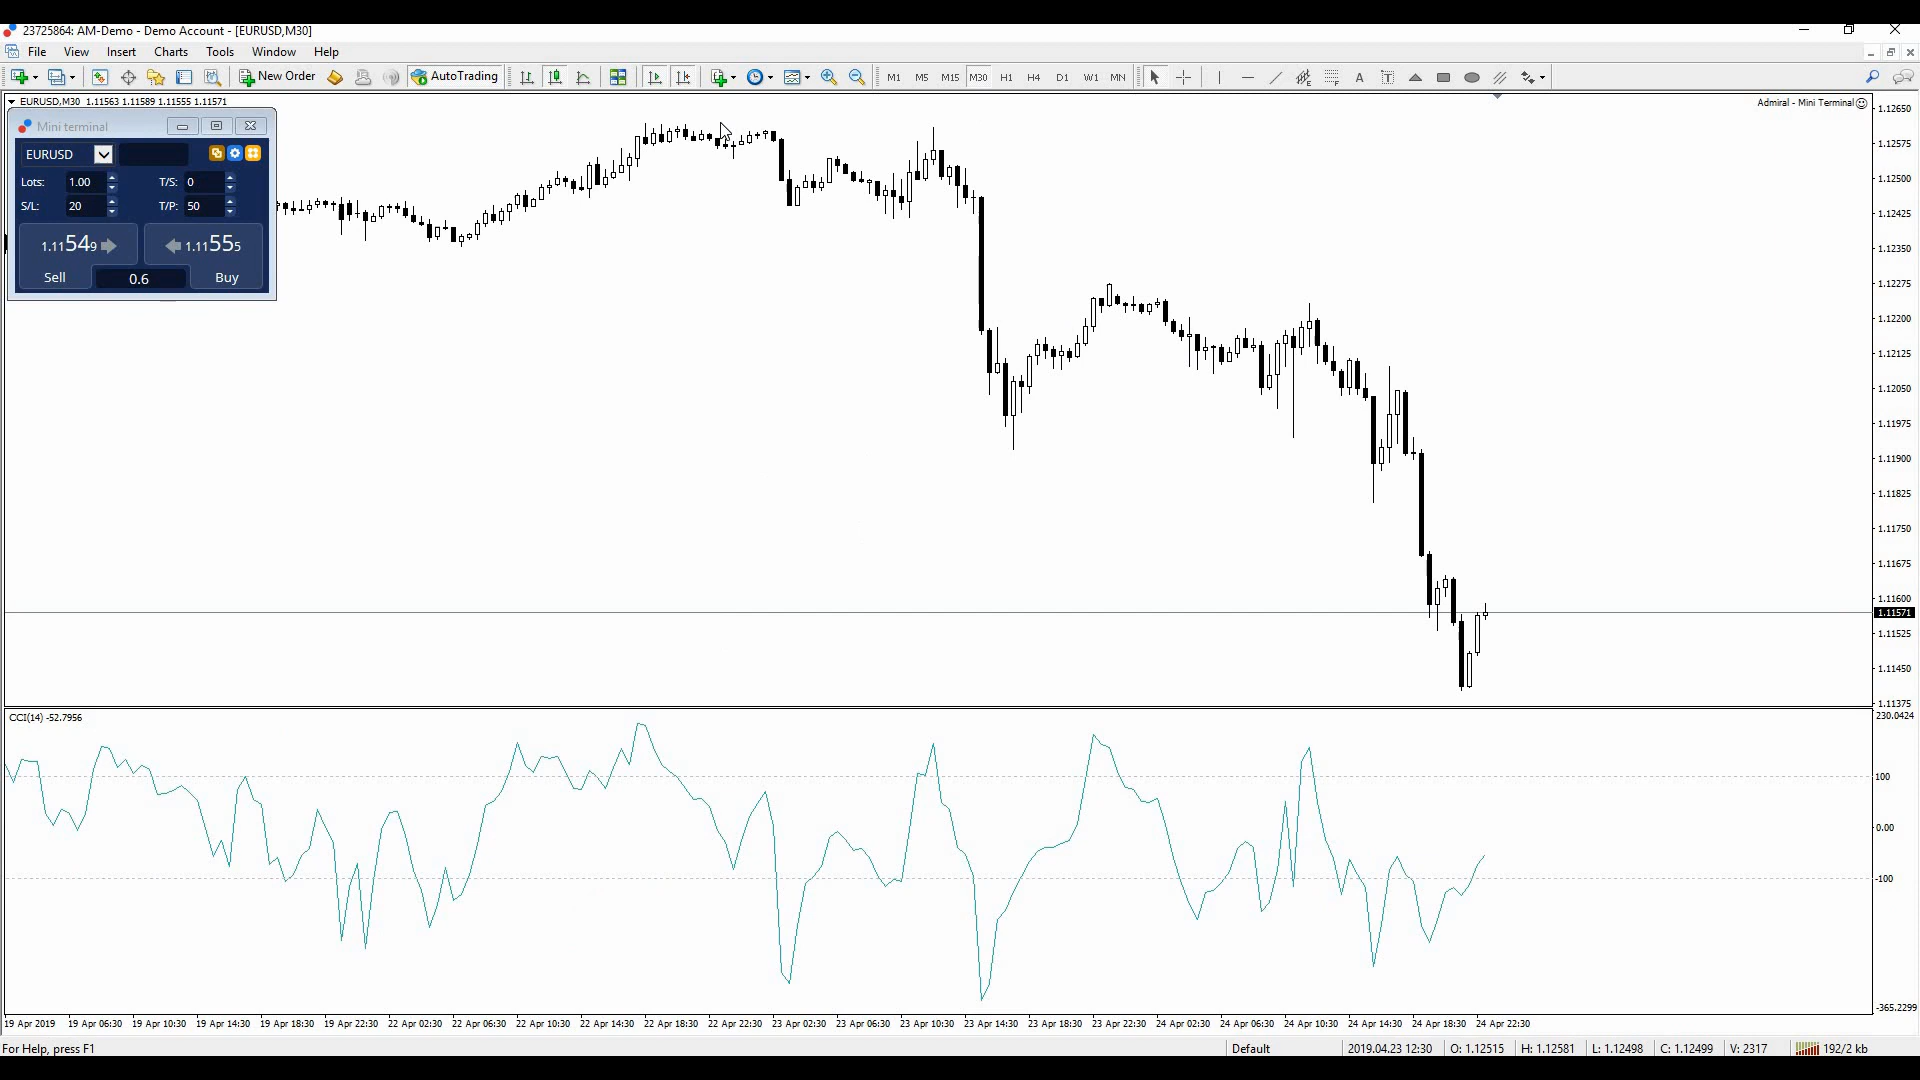 23725864: AM-Demo - Demo Account - [EURUSD,M30]
File View Insert Charts Tools Window Help
New Order AutoTrading M1 M5 M15 M30 H1 H4 D1 W1 MN A T
EURUSD,M30 1.11563 1.11589 1.11555 1.11571
Admiral - Mini Terminal
Mini terminal
EURUSD
Lots: 1.00 T/S: 0
S/L: 20 T/P: 50
1.11549 1.11555
Sell 0.6 Buy
1.12650
1.12575
1.12500
1.12425
1.12350
1.12275
1.12200
1.12125
1.12050
1.11975
1.11900
1.11825
1.11750
1.11675
1.11600
1.11571
1.11525
1.11450
1.11375
CCI(14) -52.7956
230.0424
100
0.00
-100
-365.2299
19 Apr 2019 19 Apr 06:30 19 Apr 10:30 19 Apr 14:30 19 Apr 18:30 19 Apr 22:30 22 Apr 02:30 22 Apr 06:30 22 Apr 10:30 22 Apr 14:30 22 Apr 18:30 22 Apr 22:30 23 Apr 02:30 23 Apr 06:30 23 Apr 10:30 23 Apr 14:30 23 Apr 18:30 23 Apr 22:30 24 Apr 02:30 24 Apr 06:30 24 Apr 10:30 24 Apr 14:30 24 Apr 18:30 24 Apr 22:30
For Help, press F1 Default 2019.04.23 12:30 O: 1.12515 H: 1.12581 L: 1.12498 C: 1.12499 V: 2317 192/2 kb